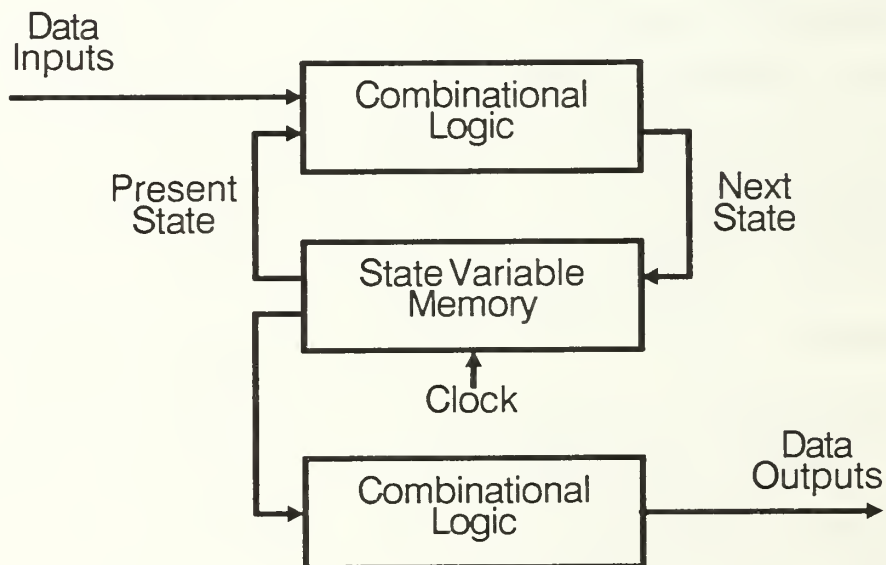 Data
Inputs
Combinational
Logic
Present
State
Next
State
State Variable
Memory
Clock
Combinational
Logic
Data
Outputs